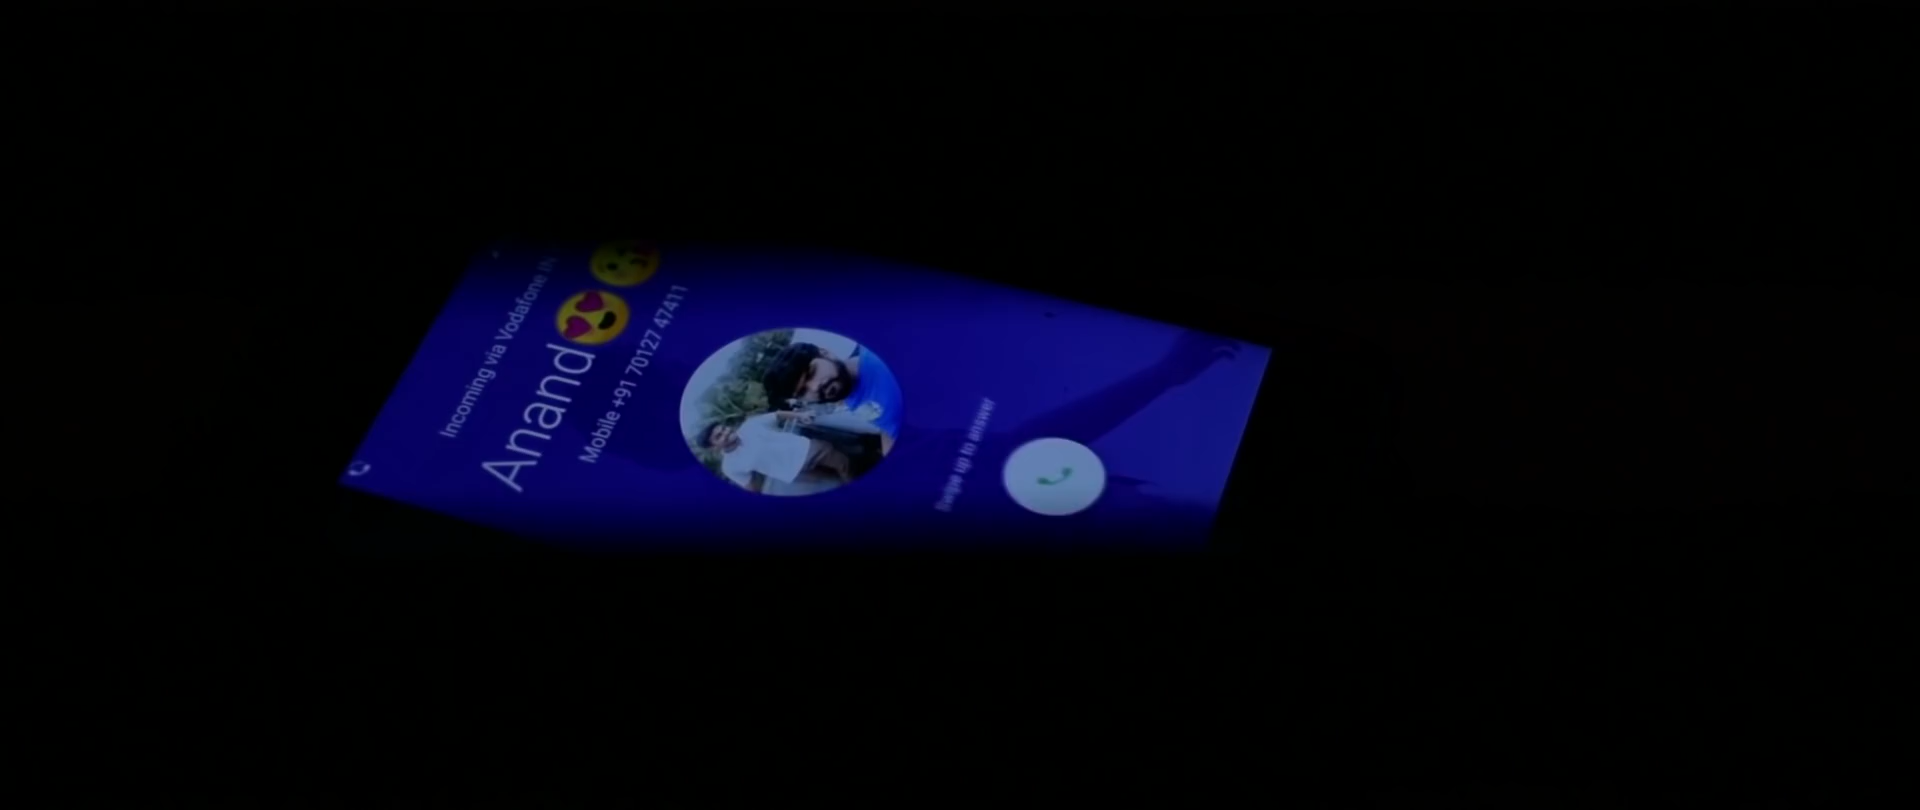 Incoming via Vodafone IN
Anand😍😘
Mobile +91 70127 47411
Swipe up to answer